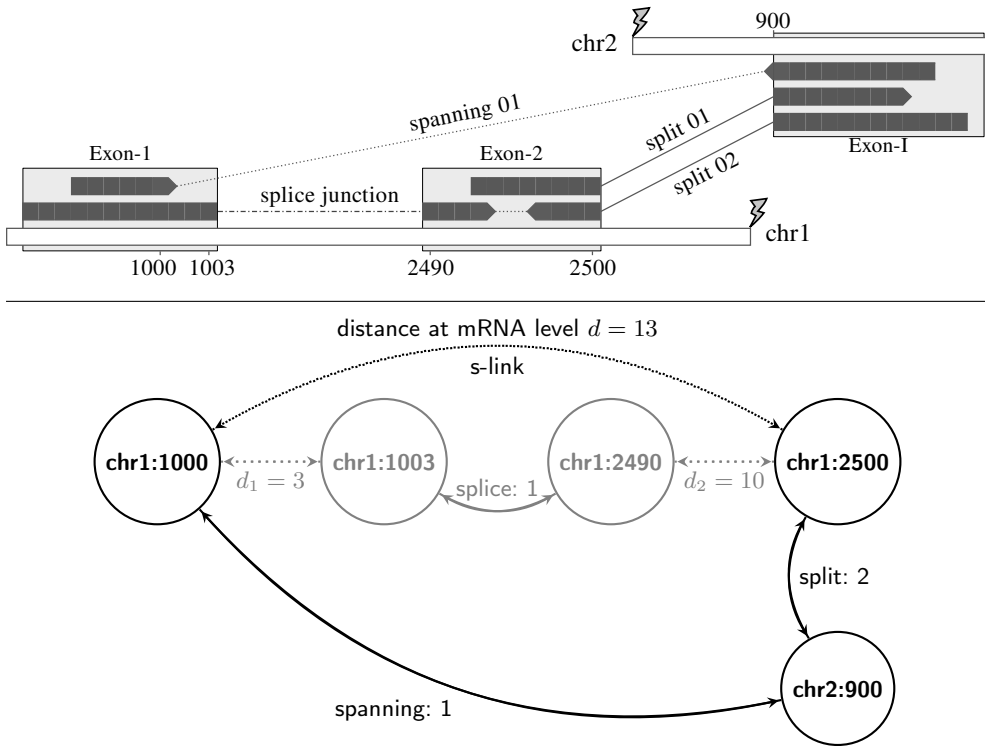 900
chr2
spanning 01
split 01
split 02
Exon-I
Exon-1
Exon-2
splice junction
chr1
1000
1003
2490
2500
distance at mRNA level d = 13
s-link
chr1:1000
chr1:1003
chr1:2490
chr1:2500
d₁ = 3
splice: 1
d₂ = 10
split: 2
chr2:900
spanning: 1